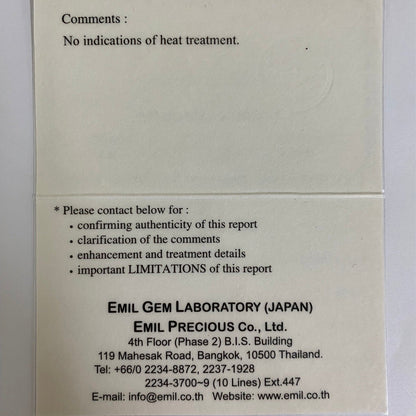 Comments :
No indications of heat treatment.
* Please contact below for :
• confirming authenticity of this report
• clarification of the comments
• enhancement and treatment details
• important LIMITATIONS of this report
EMIL GEM LABORATORY (JAPAN)
EMIL PRECIOUS CO., LTD.
4th Floor (Phase 2) B.I.S. Building
119 Mahesak Road, Bangkok, 10500 Thailand.
Tel: +66/0 2234-8872, 2237-1928
2234-3700~9 (10 Lines) Ext.447
E-mail: info@emil.co.th Website: www.emil.co.th